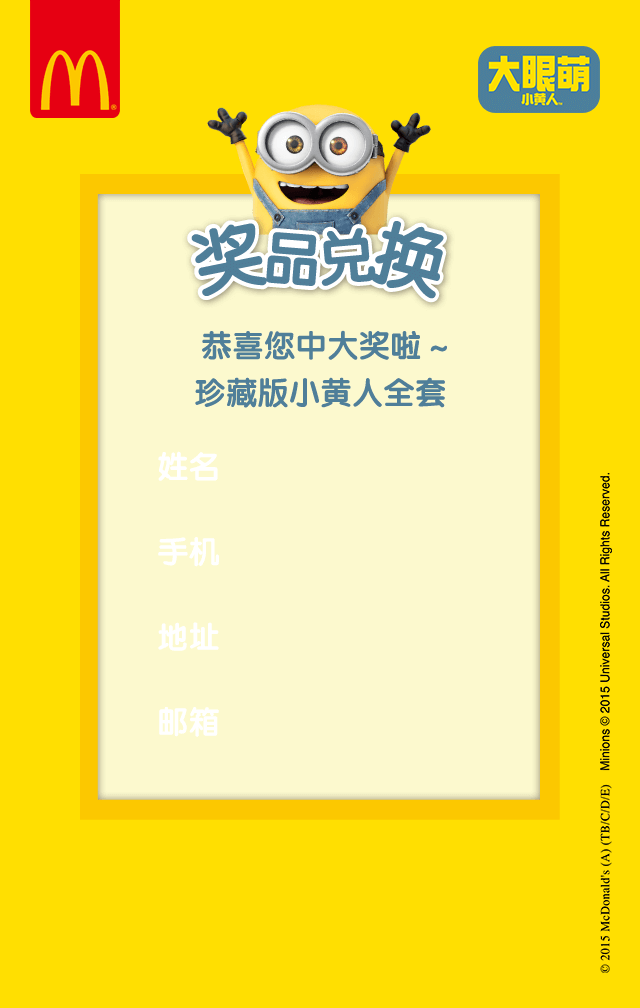 大眼萌
小黄人™
奖品兑换
恭喜您中大奖啦~
珍藏版小黄人全套
姓名
手机
地址
邮箱
© 2015 McDonald's (A) (TB/C/D/E) Minions © 2015 Universal Studios. All Rights Reserved.